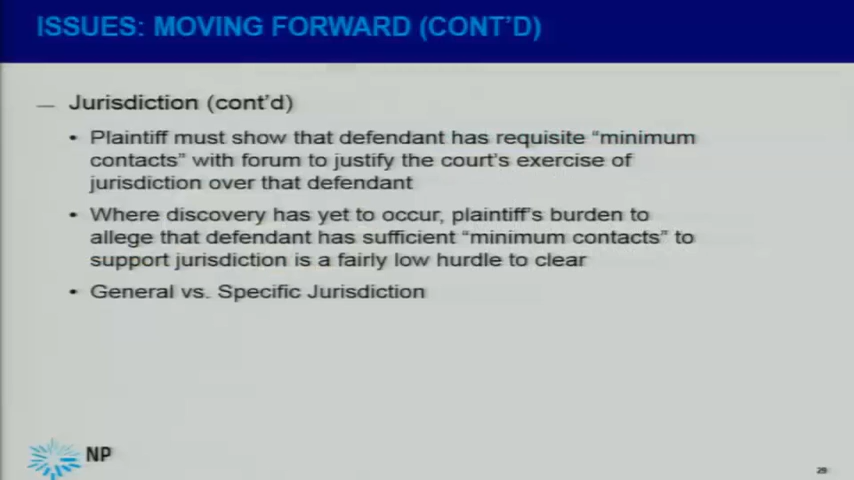 ISSUES: MOVING FORWARD (CONT'D)
— Jurisdiction (cont'd)
• Plaintiff must show that defendant has requisite “minimum
contacts” with forum to justify the court's exercise of
jurisdiction over that defendant
• Where discovery has yet to occur, plaintiff's burden to
allege that defendant has sufficient “minimum contacts” to
support jurisdiction is a fairly low hurdle to clear
• General vs. Specific Jurisdiction
NP
29